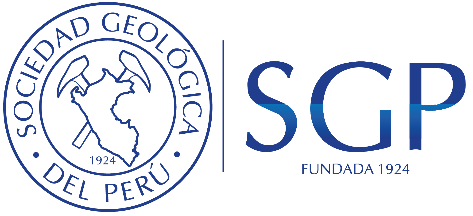 SOCIEDAD GEOLÓGICA
DEL PERÚ
1924
SGP
FUNDADA 1924